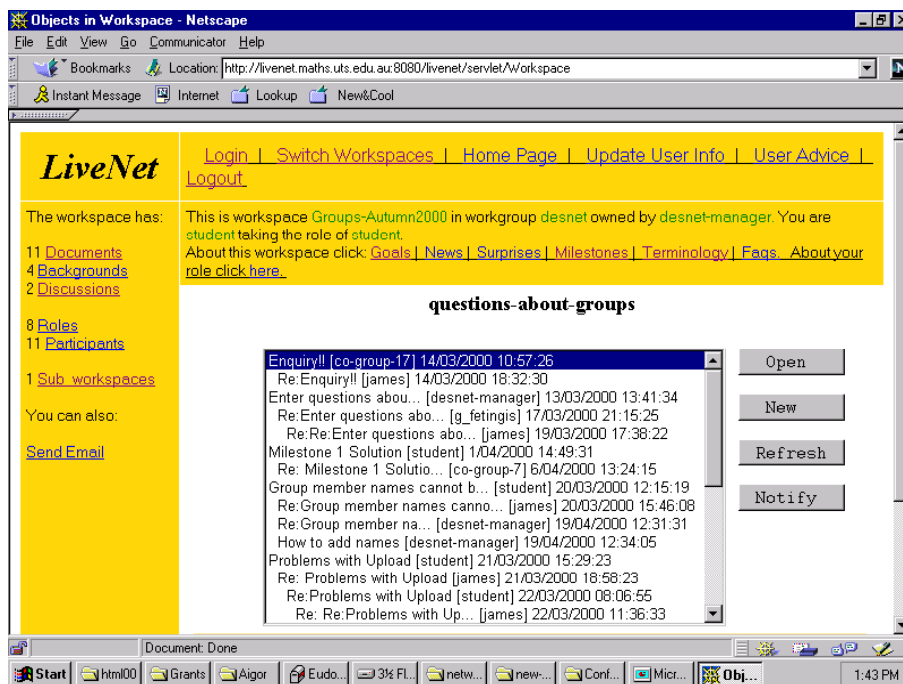 Objects in Workspace - Netscape
File Edit View Go Communicator Help
Bookmarks Location: http://livenet.maths.uts.edu.au:8080/livenet/servlet/Workspace
Instant Message Internet Lookup New&Cool
LiveNet
Login | Switch Workspaces | Home Page | Update User Info | User Advice |
Logout
The workspace has:
11 Documents
4 Backgrounds
2 Discussions
8 Roles
11 Participants
1 Sub_workspaces
You can also:
Send Email
This is workspace Groups-Autumn2000 in workgroup desnet owned by desnet-manager. You are
student taking the role of student.
About this workspace click: Goals | News | Surprises | Milestones | Terminology | Faqs. About your
role click here.
questions-about-groups
Enquiry!! [co-group-17] 14/03/2000 10:57:26
Re:Enquiry!! [james] 14/03/2000 18:32:30
Enter questions abou... [desnet-manager] 13/03/2000 13:41:34
Re:Enter questions abo... [g_fetingis] 17/03/2000 21:15:25
Re:Re:Enter questions abo... [james] 19/03/2000 17:38:22
Milestone 1 Solution [student] 1/04/2000 14:49:31
Re: Milestone 1 Solutio... [co-group-7] 6/04/2000 13:24:15
Group member names cannot b... [student] 20/03/2000 12:15:19
Re:Group member names canno... [james] 20/03/2000 15:46:08
Re:Group member na... [desnet-manager] 19/04/2000 12:31:31
How to add names [desnet-manager] 19/04/2000 12:34:05
Problems with Upload [student] 21/03/2000 15:29:23
Re: Problems with Upload [james] 21/03/2000 18:58:23
Re:Problems with Upload [student] 22/03/2000 08:06:55
Re: Re:Problems with Up... [james] 22/03/2000 11:36:33
Open
New
Refresh
Notify
Document: Done
Start html00 Grants Aigor Eudo... 3½ Fl... netw... new-... Conf... Micr... Obj... 1:43 PM